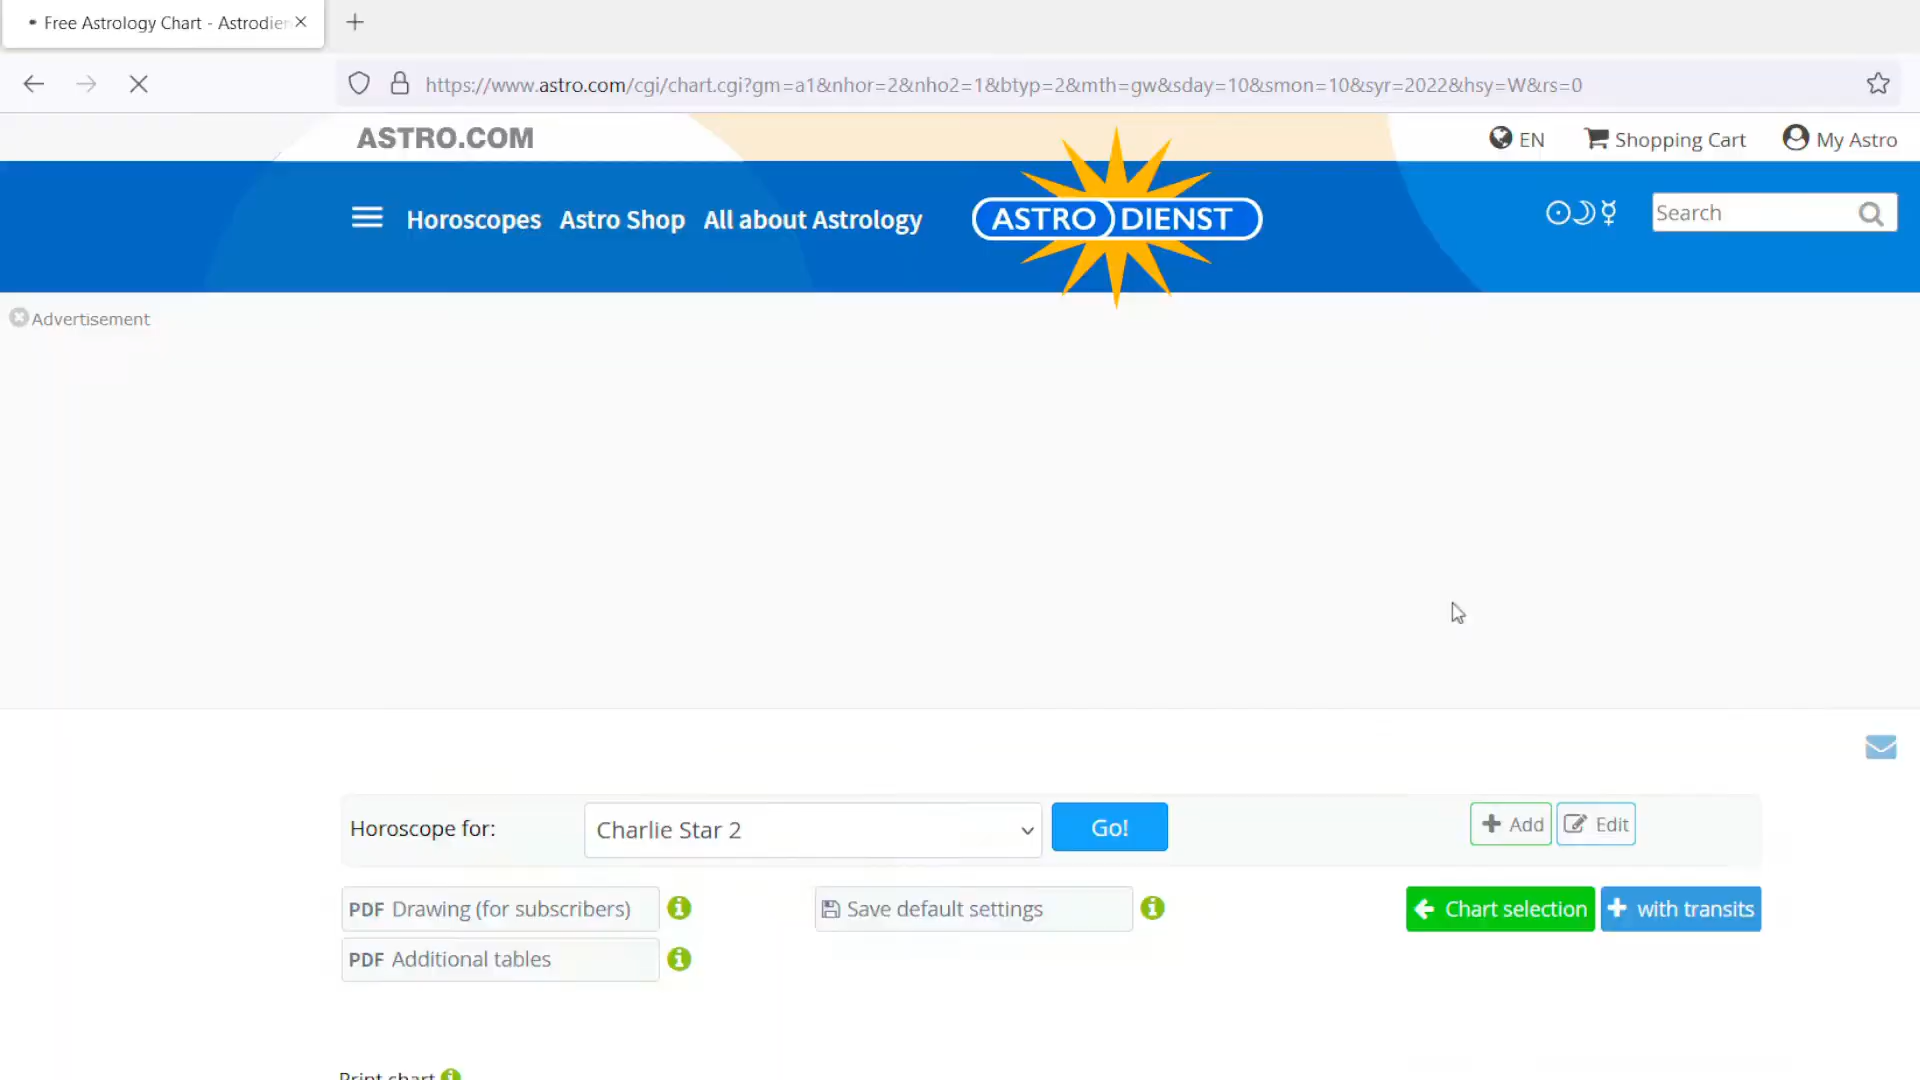 Free Astrology Chart - Astrodien
https://www.astro.com/cgi/chart.cgi?gm=a1&nhor=2&nho2=1&btyp=2&mth=gw&sday=10&smon=10&syr=2022&hsy=W&rs=0
ASTRO.COM
EN Shopping Cart My Astro
Horoscopes Astro Shop All about Astrology
ASTRO DIENST
Search
Advertisement
Horoscope for: Charlie Star 2 Go! Add Edit
PDF Drawing (for subscribers) Save default settings Chart selection with transits
PDF Additional tables
Print chart